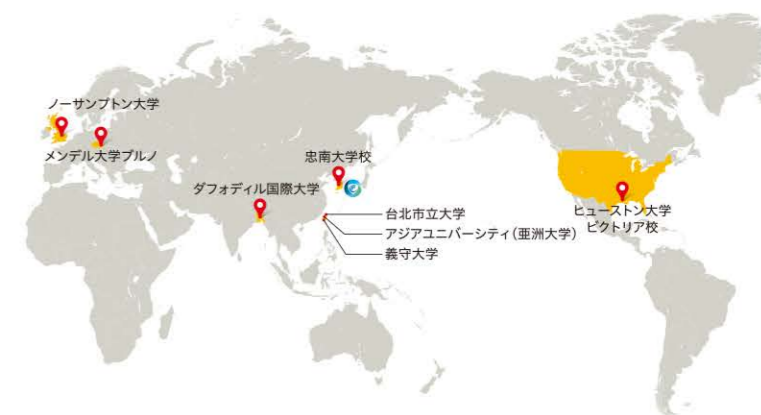 ノーサンプトン大学
メンデル大学ブルノ
忠南大学校
ダフォディル国際大学
台北市立大学
アジアユニバーシティ(亜洲大学)
義守大学
ヒューストン大学
ビクトリア校